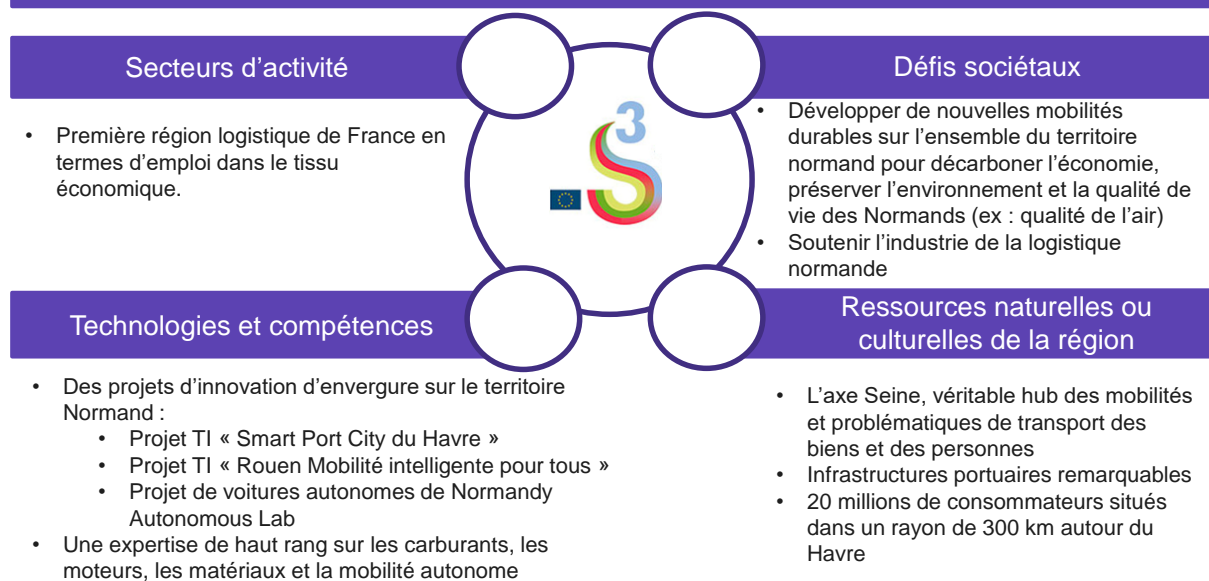 Secteurs d'activité
• Première région logistique de France en
termes d'emploi dans le tissu
économique.
Défis sociétaux
• Développer de nouvelles mobilités
durables sur l'ensemble du territoire
normand pour décarboner l'économie,
préserver l'environnement et la qualité de
vie des Normands (ex : qualité de l'air)
• Soutenir l'industrie de la logistique
normande
S3
Technologies et compétences
• Des projets d'innovation d'envergure sur le territoire
Normand :
• Projet TI « Smart Port City du Havre »
• Projet TI « Rouen Mobilité intelligente pour tous »
• Projet de voitures autonomes de Normandy
Autonomous Lab
• Une expertise de haut rang sur les carburants, les
moteurs, les matériaux et la mobilité autonome
Ressources naturelles ou
culturelles de la région
• L'axe Seine, véritable hub des mobilités
et problématiques de transport des
biens et des personnes
• Infrastructures portuaires remarquables
• 20 millions de consommateurs situés
dans un rayon de 300 km autour du
Havre